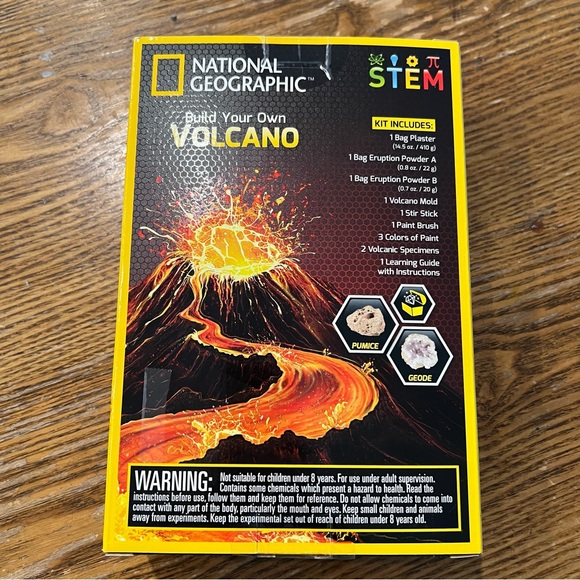 NATIONAL
GEOGRAPHIC™
STEM
Build Your Own
VOLCANO
KIT INCLUDES:
1 Bag Plaster
(14.5 oz. / 410 g)
1 Bag Eruption Powder A
(0.8 oz. / 22 g)
1 Bag Eruption Powder B
(0.7 oz. / 20 g)
1 Volcano Mold
1 Stir Stick
1 Paint Brush
3 Colors of Paint
2 Volcanic Specimens
1 Learning Guide
with Instructions
PUMICE
GEODE
WARNING: Not suitable for children under 8 years. For use under adult supervision.
Contains some chemicals which present a hazard to health. Read the
instructions before use, follow them and keep them for reference. Do not allow chemicals to come into
contact with any part of the body, particularly the mouth and eyes. Keep small children and animals
away from experiments. Keep the experimental set out of reach of children under 8 years old.